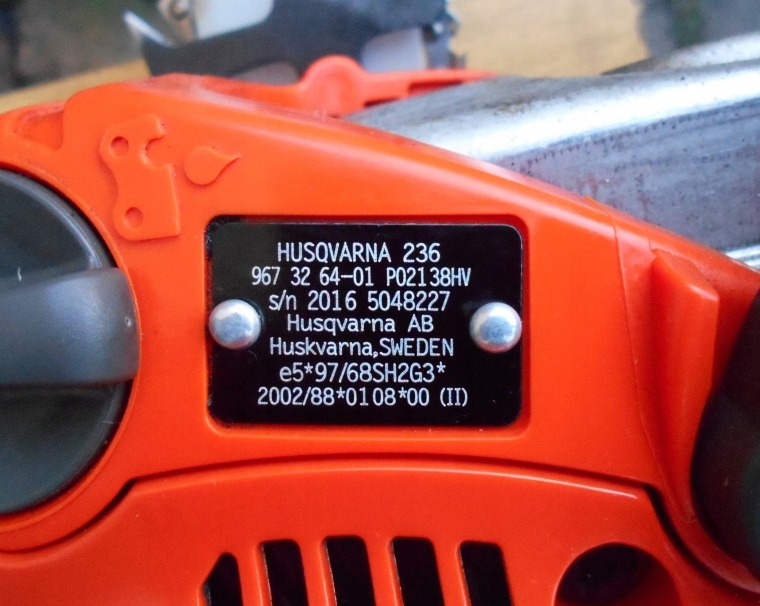 HUSQVARNA 236
967 32 64-01 P02138HV
s/n 2016 5048227
Husqvarna AB
Huskvarna,SWEDEN
e5*97/68SH2G3*
2002/88*0108*00 (II)